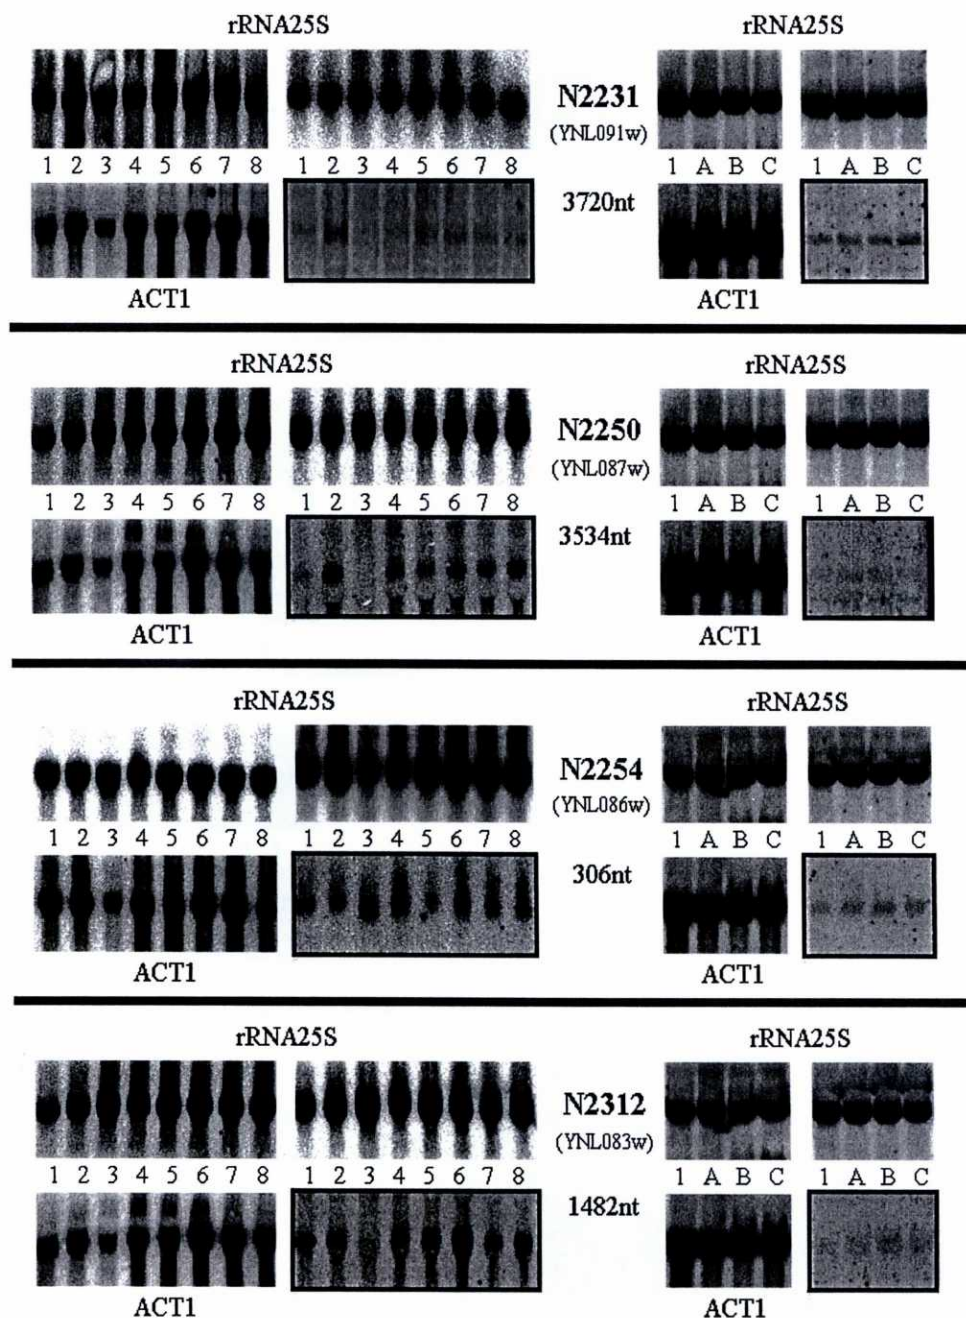 rRNA25S rRNA25S
N2231
(YNL091w)
1 2 3 4 5 6 7 8 1 2 3 4 5 6 7 8 1 A B C 1 A B C
3720nt
ACT1 ACT1
rRNA25S rRNA25S
N2250
(YNL087w)
1 2 3 4 5 6 7 8 1 2 3 4 5 6 7 8 1 A B C 1 A B C
3534nt
ACT1 ACT1
rRNA25S rRNA25S
N2254
(YNL086w)
1 2 3 4 5 6 7 8 1 2 3 4 5 6 7 8 1 A B C 1 A B C
306nt
ACT1 ACT1
rRNA25S rRNA25S
N2312
(YNL083w)
1 2 3 4 5 6 7 8 1 2 3 4 5 6 7 8 1 A B C 1 A B C
1482nt
ACT1 ACT1